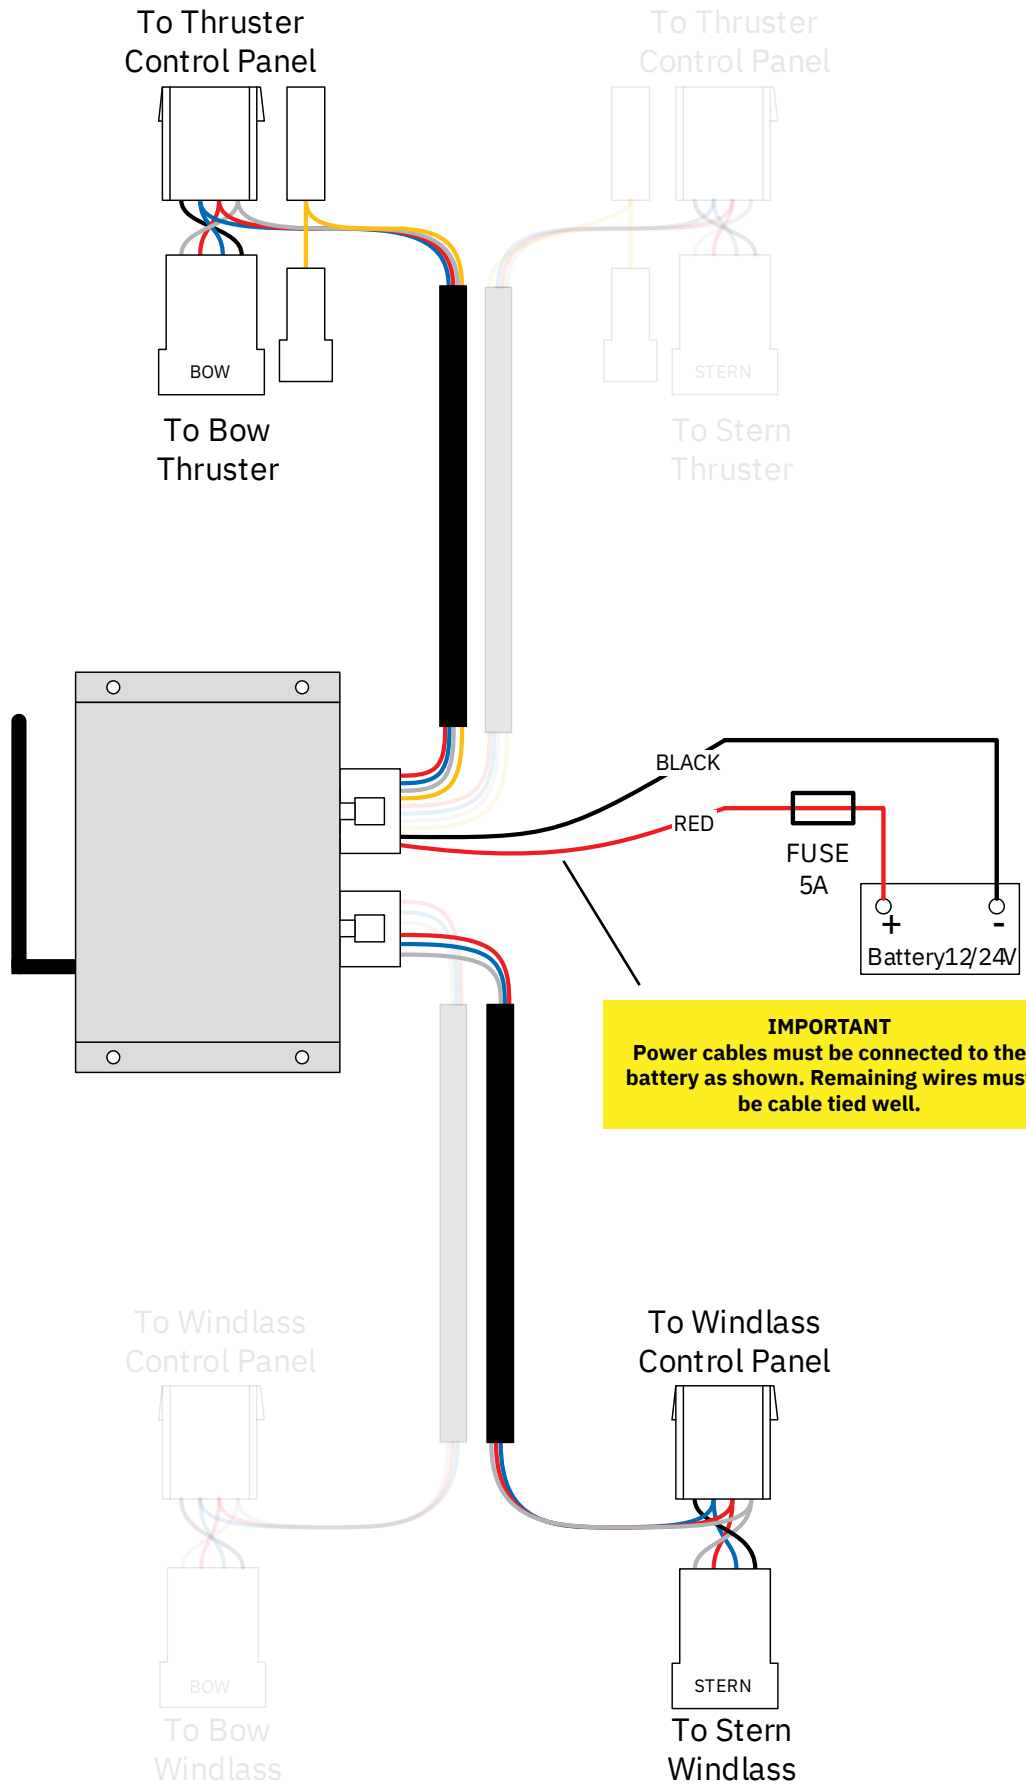 To Thruster
Control Panel
To Thruster
Control Panel
BOW
STERN
To Bow
Thruster
To Stern
Thruster
BLACK
RED
FUSE
5A
+
-
Battery12/24V
IMPORTANT
Power cables must be connected to the
battery as shown. Remaining wires must
be cable tied well.
To Windlass
Control Panel
To Windlass
Control Panel
BOW
STERN
To Bow
Windlass
To Stern
Windlass